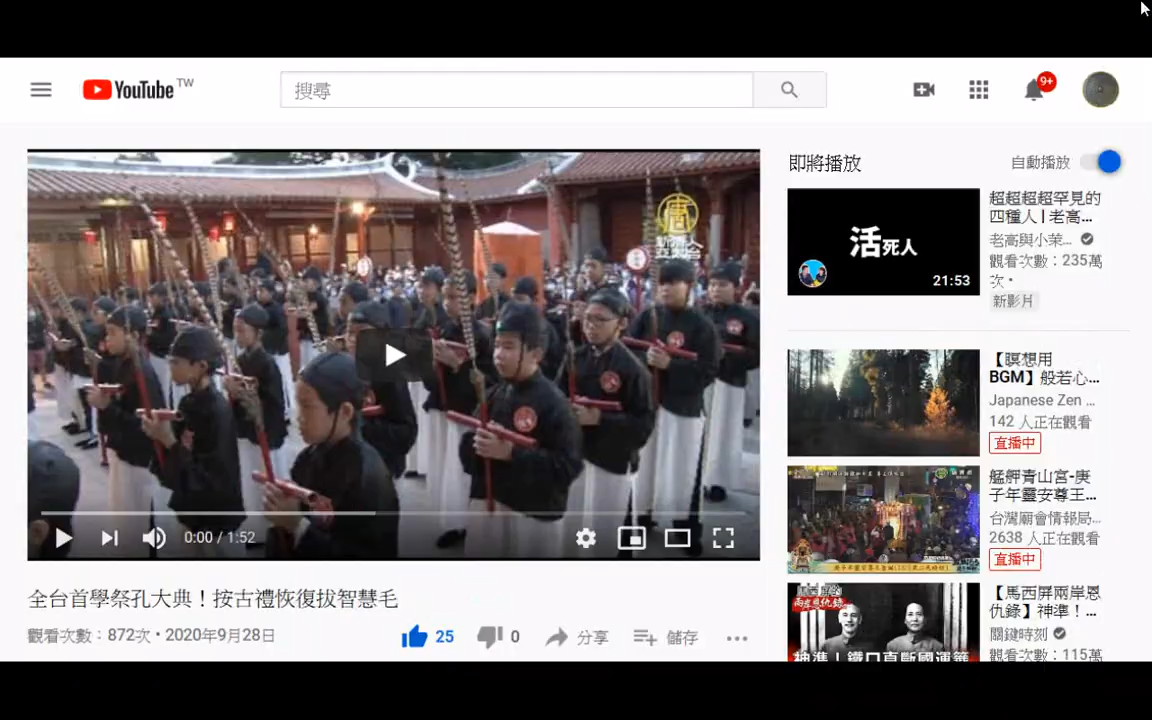 YouTube TW
搜尋
9+
即將播放
自動播放
活死人
21:53
超超超超罕見的
四種人 | 老高...
老高與小茉...
觀看次數：235萬
次 •
新影片
【瞑想用
BGM】般若心...
Japanese Zen ...
142 人正在觀看
直播中
艋舺青山宮-庚
子年靈安尊王...
台灣廟會情報局...
2638 人正在觀看
直播中
【馬西屏兩岸恩
仇錄】神準！...
關鍵時刻
觀看次數：115萬
0:00 / 1:52
全台首學祭孔大典！按古禮恢復拔智慧毛
觀看次數：872次 • 2020年9月28日
25
0
分享
儲存